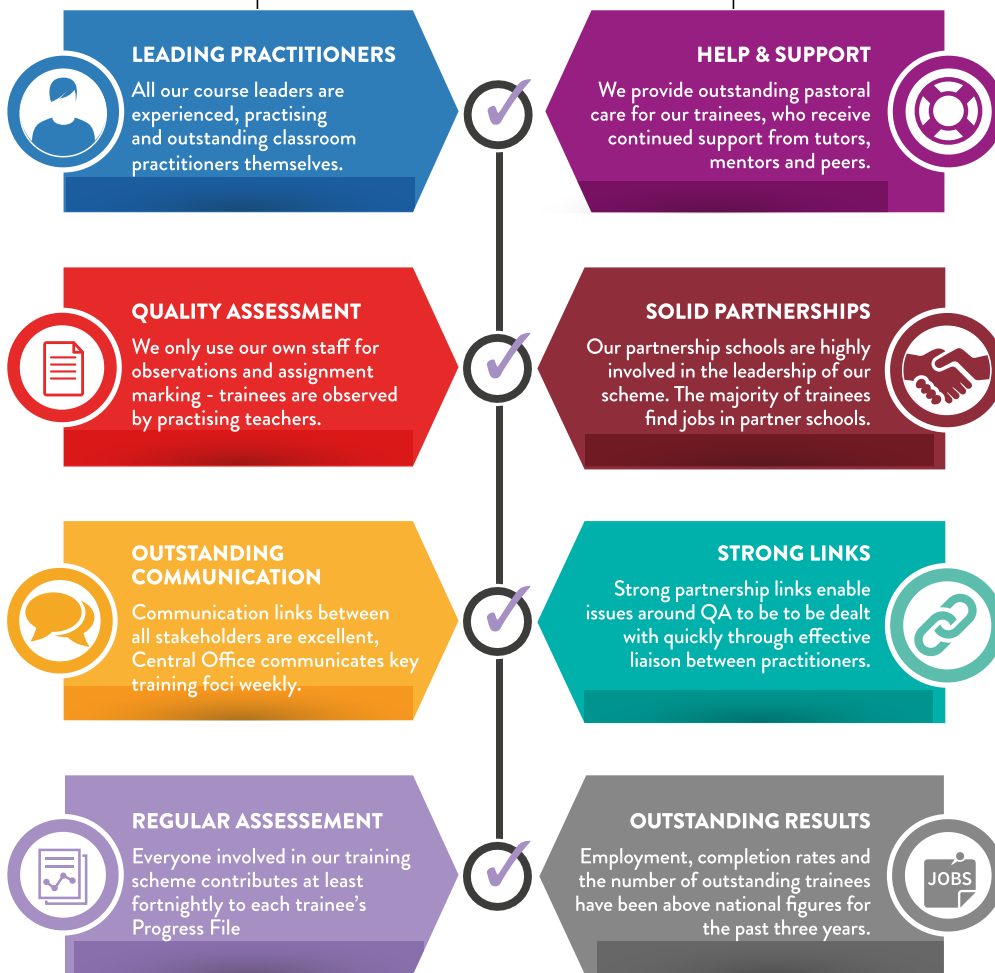 LEADING PRACTITIONERS
All our course leaders are
experienced, practising
and outstanding classroom
practitioners themselves.
HELP & SUPPORT
We provide outstanding pastoral
care for our trainees, who receive
continued support from tutors,
mentors and peers.
QUALITY ASSESSMENT
We only use our own staff for
observations and assignment
marking - trainees are observed
by practising teachers.
SOLID PARTNERSHIPS
Our partnership schools are highly
involved in the leadership of our
scheme. The majority of trainees
find jobs in partner schools.
OUTSTANDING
COMMUNICATION
Communication links between
all stakeholders are excellent,
Central Office communicates key
training foci weekly.
STRONG LINKS
Strong partnership links enable
issues around QA to be to be dealt
with quickly through effective
liaison between practitioners.
REGULAR ASSESSEMENT
Everyone involved in our training
scheme contributes at least
fortnightly to each trainee’s
Progress File
OUTSTANDING RESULTS
Employment, completion rates and
the number of outstanding trainees
have been above national figures for
the past three years.
JOBS